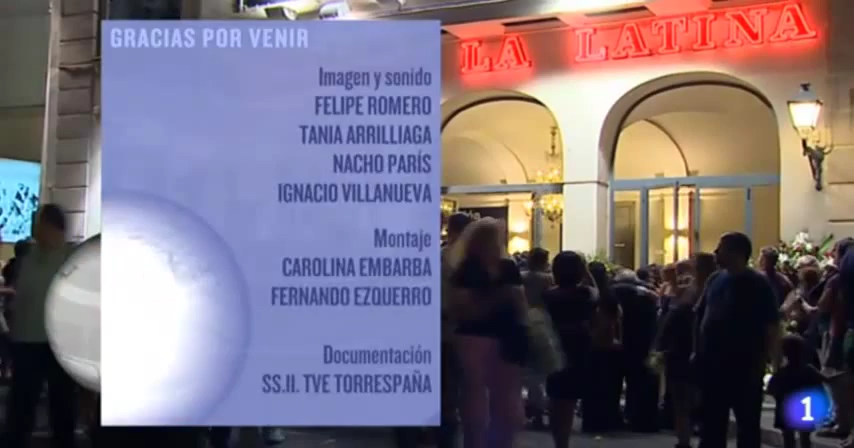 GRACIAS POR VENIR
Imagen y sonido
FELIPE ROMERO
TANIA ARRILLIAGA
NACHO PARÍS
IGNACIO VILLANUEVA
Montaje
CAROLINA EMBARBA
FERNANDO EZQUERRO
Documentación
SS.II. TVE TORRESPAÑA
LA LATINA
1